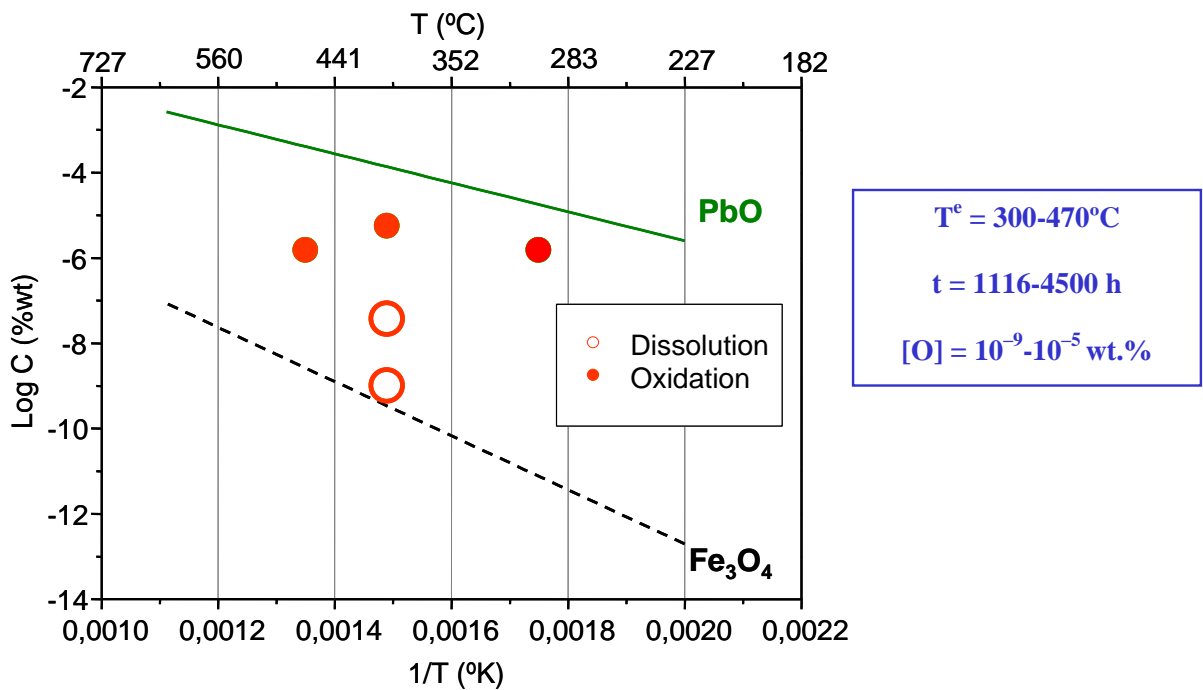 T (ºC)
727 560 441 352 283 227 182
-2
-4
-6
-8
-10
-12
-14
Log C (%wt)
PbO
Dissolution
Oxidation
Fe₃O₄
0,0010 0,0012 0,0014 0,0016 0,0018 0,0020 0,0022
1/T (ºK)
Tᵉ = 300-470ºC
t = 1116-4500 h
[O] = 10⁻⁹-10⁻⁵ wt.%